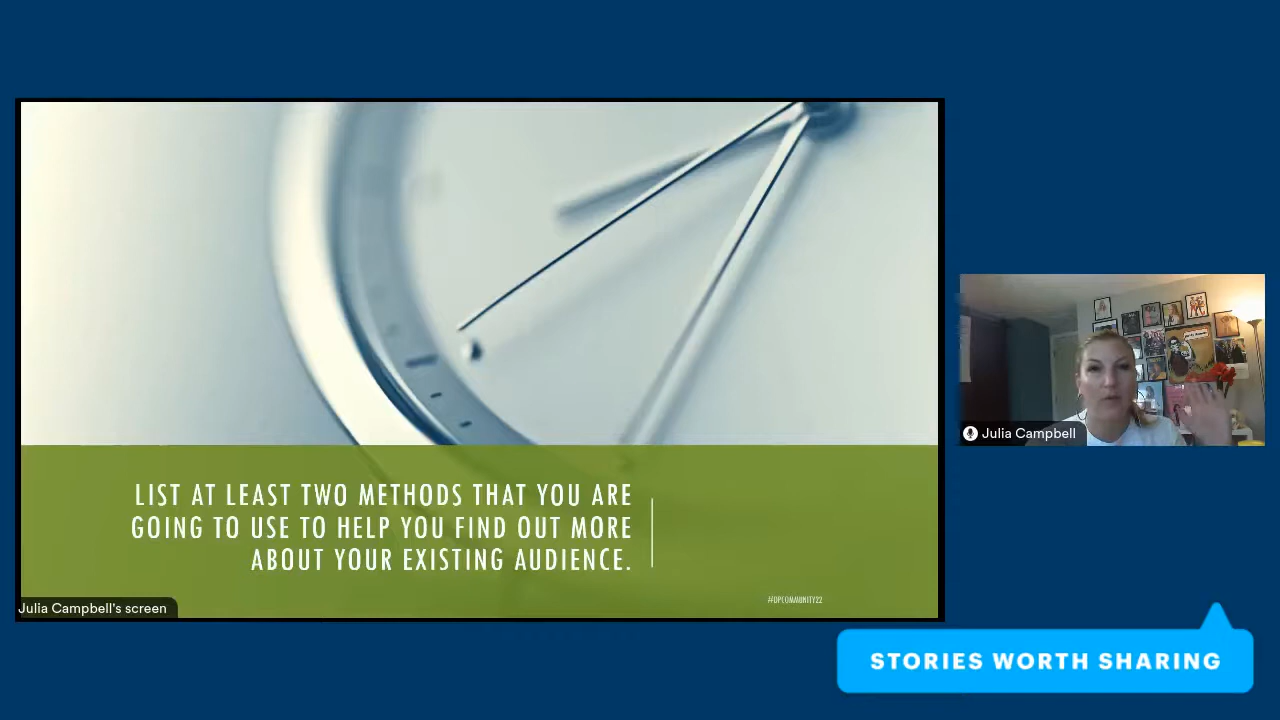 LIST AT LEAST TWO METHODS THAT YOU ARE
GOING TO USE TO HELP YOU FIND OUT MORE
ABOUT YOUR EXISTING AUDIENCE.
#DPCOMMUNITY22
Julia Campbell's screen
Julia Campbell
STORIES WORTH SHARING